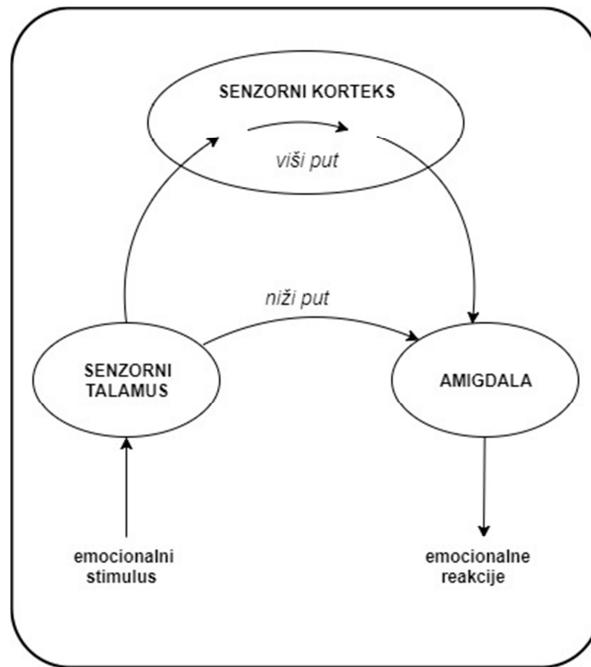 SENZORNI KORTEKS
viši put
niži put
SENZORNI
TALAMUS
AMIGDALA
emocionalni
stimulus
emocionalne
reakcije